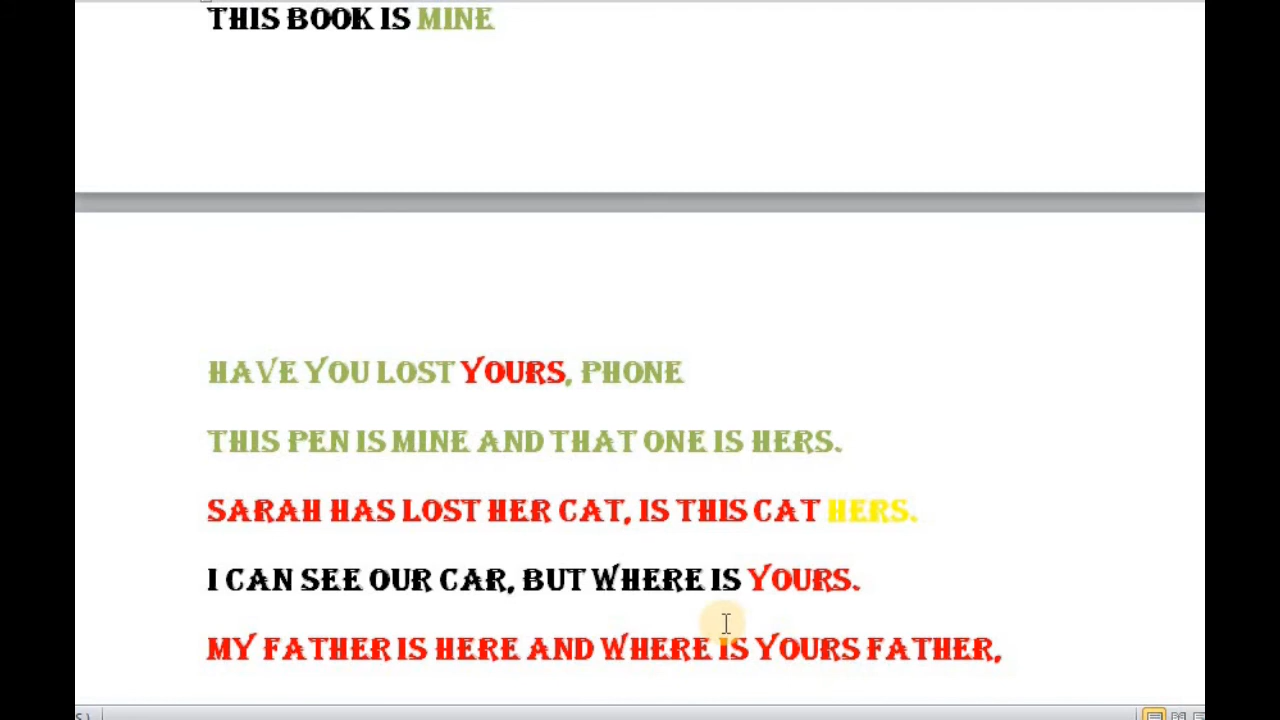 THIS BOOK IS MINE
HAVE YOU LOST YOURS, PHONE
THIS PEN IS MINE AND THAT ONE IS HERS.
SARAH HAS LOST HER CAT, IS THIS CAT HERS.
I CAN SEE OUR CAR, BUT WHERE IS YOURS.
MY FATHER IS HERE AND WHERE IS YOURS FATHER,